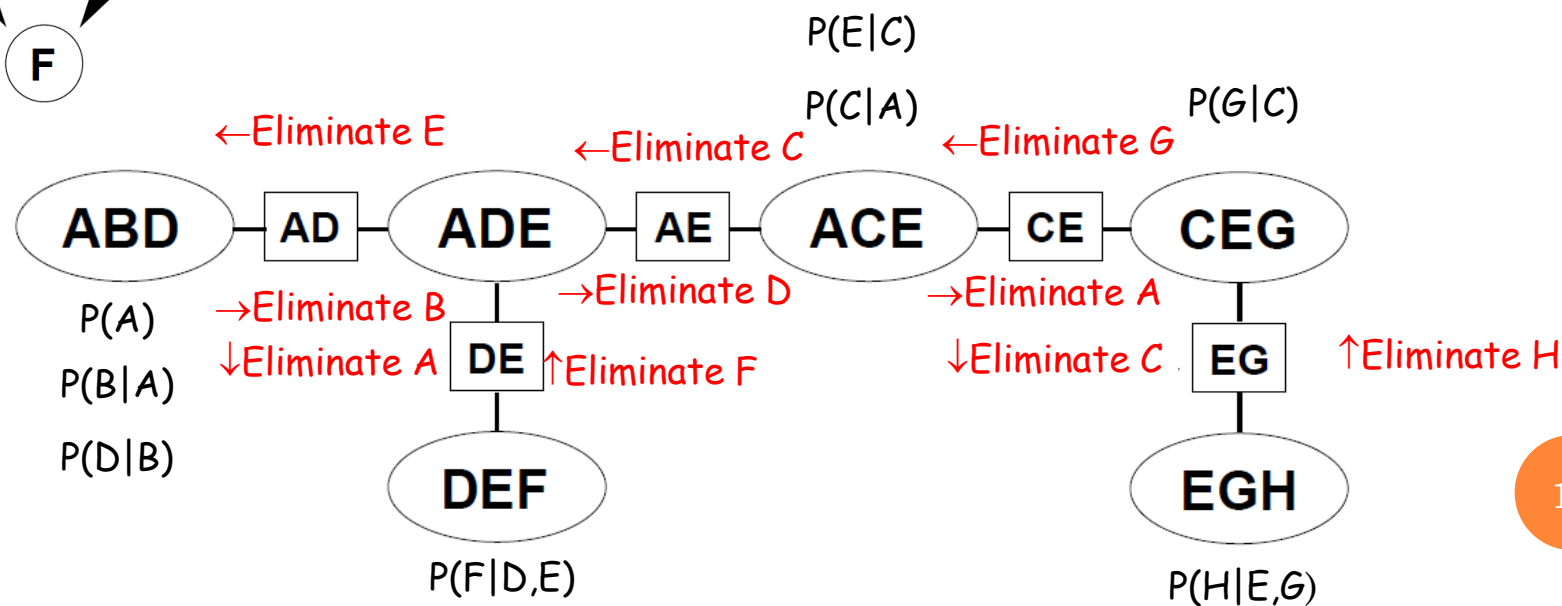 F
P(E|C)
P(C|A)
P(G|C)
←Eliminate E
←Eliminate C
←Eliminate G
ABD
AD
ADE
AE
ACE
CE
CEG
P(A)
P(B|A)
P(D|B)
→Eliminate B
↓Eliminate A
DE
↑Eliminate F
→Eliminate D
→Eliminate A
↓Eliminate C
EG
↑Eliminate H
DEF
P(F|D,E)
EGH
P(H|E,G)